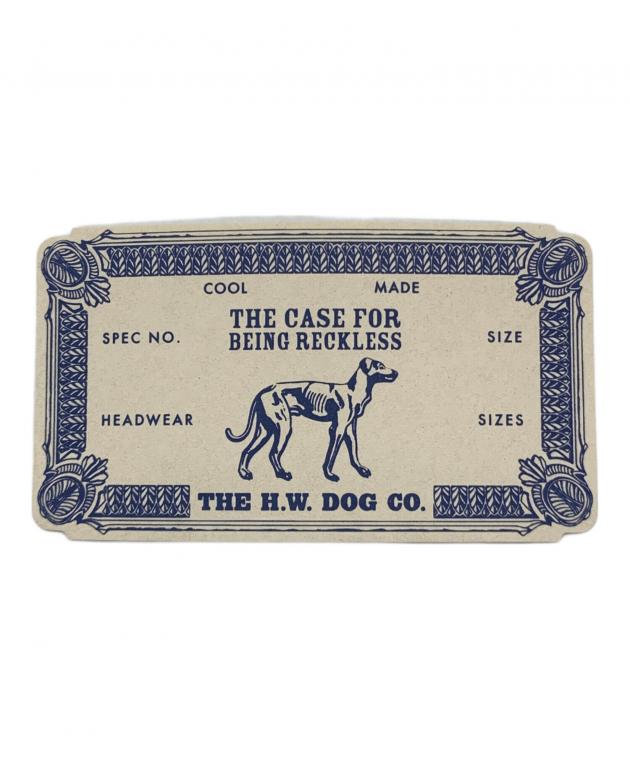 COOL MADE
THE CASE FOR
BEING RECKLESS
SPEC NO. SIZE
HEADWEAR SIZES
THE H.W. DOG CO.